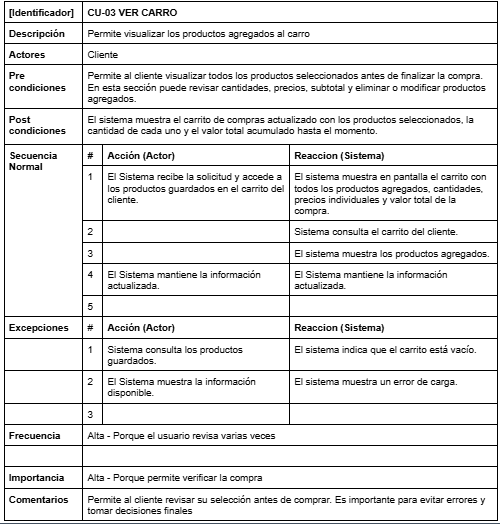 [Identificador] CU-03 VER CARRO
Descripción Permite visualizar los productos agregados al carro
Actores Cliente
Pre condiciones Permite al cliente visualizar todos los productos seleccionados antes de finalizar la compra.
En esta sección puede revisar cantidades, precios, subtotal y eliminar o modificar productos
agregados.
Post condiciones El sistema muestra el carrito de compras actualizado con los productos seleccionados, la
cantidad de cada uno y el valor total acumulado hasta el momento.
Secuencia Normal # Acción (Actor) Reaccion (Sistema)
1 El Sistema recibe la solicitud y accede a
los productos guardados en el carrito del
cliente.
El sistema muestra en pantalla el carrito con
todos los productos agregados, cantidades,
precios individuales y valor total de la
compra.
2 Sistema consulta el carrito del cliente.
3 El sistema muestra los productos agregados.
4 El Sistema mantiene la información
actualizada.
El Sistema mantiene la información
actualizada.
5
Excepciones # Acción (Actor) Reaccion (Sistema)
1 Sistema consulta los productos
guardados.
El sistema indica que el carrito está vacío.
2 El Sistema muestra la información
disponible.
El sistema muestra un error de carga.
3
Frecuencia Alta - Porque el usuario revisa varias veces
Importancia Alta - Porque permite verificar la compra
Comentarios Permite al cliente revisar su selección antes de comprar. Es importante para evitar errores y
tomar decisiones finales